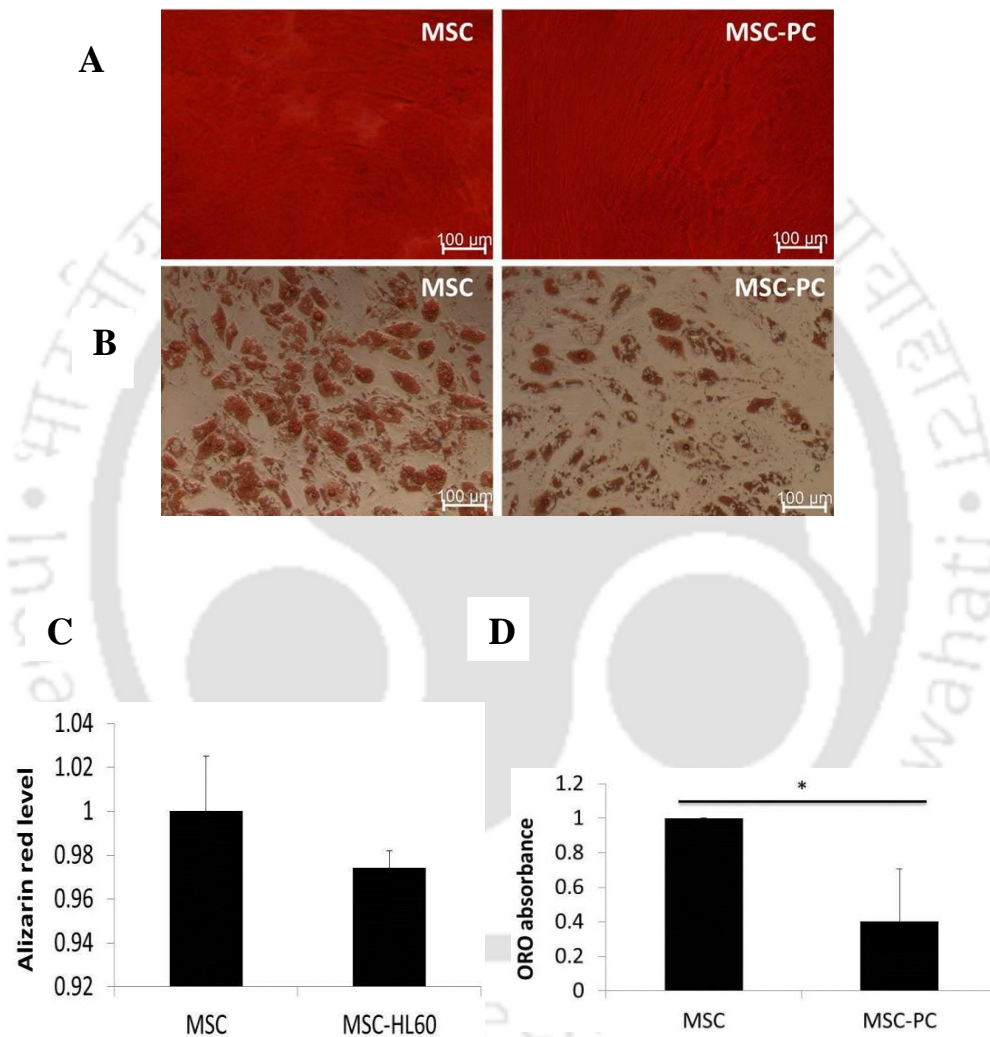 A
MSC
MSC-PC
100 µm
100 µm
B
MSC
MSC-PC
100 µm
100 µm
C
D
1.04
1.02
1
0.98
0.96
0.94
0.92
Alizarin red level
MSC
MSC-HL60
1.2
1
0.8
0.6
0.4
0.2
0
ORO absorbance
*
MSC
MSC-PC